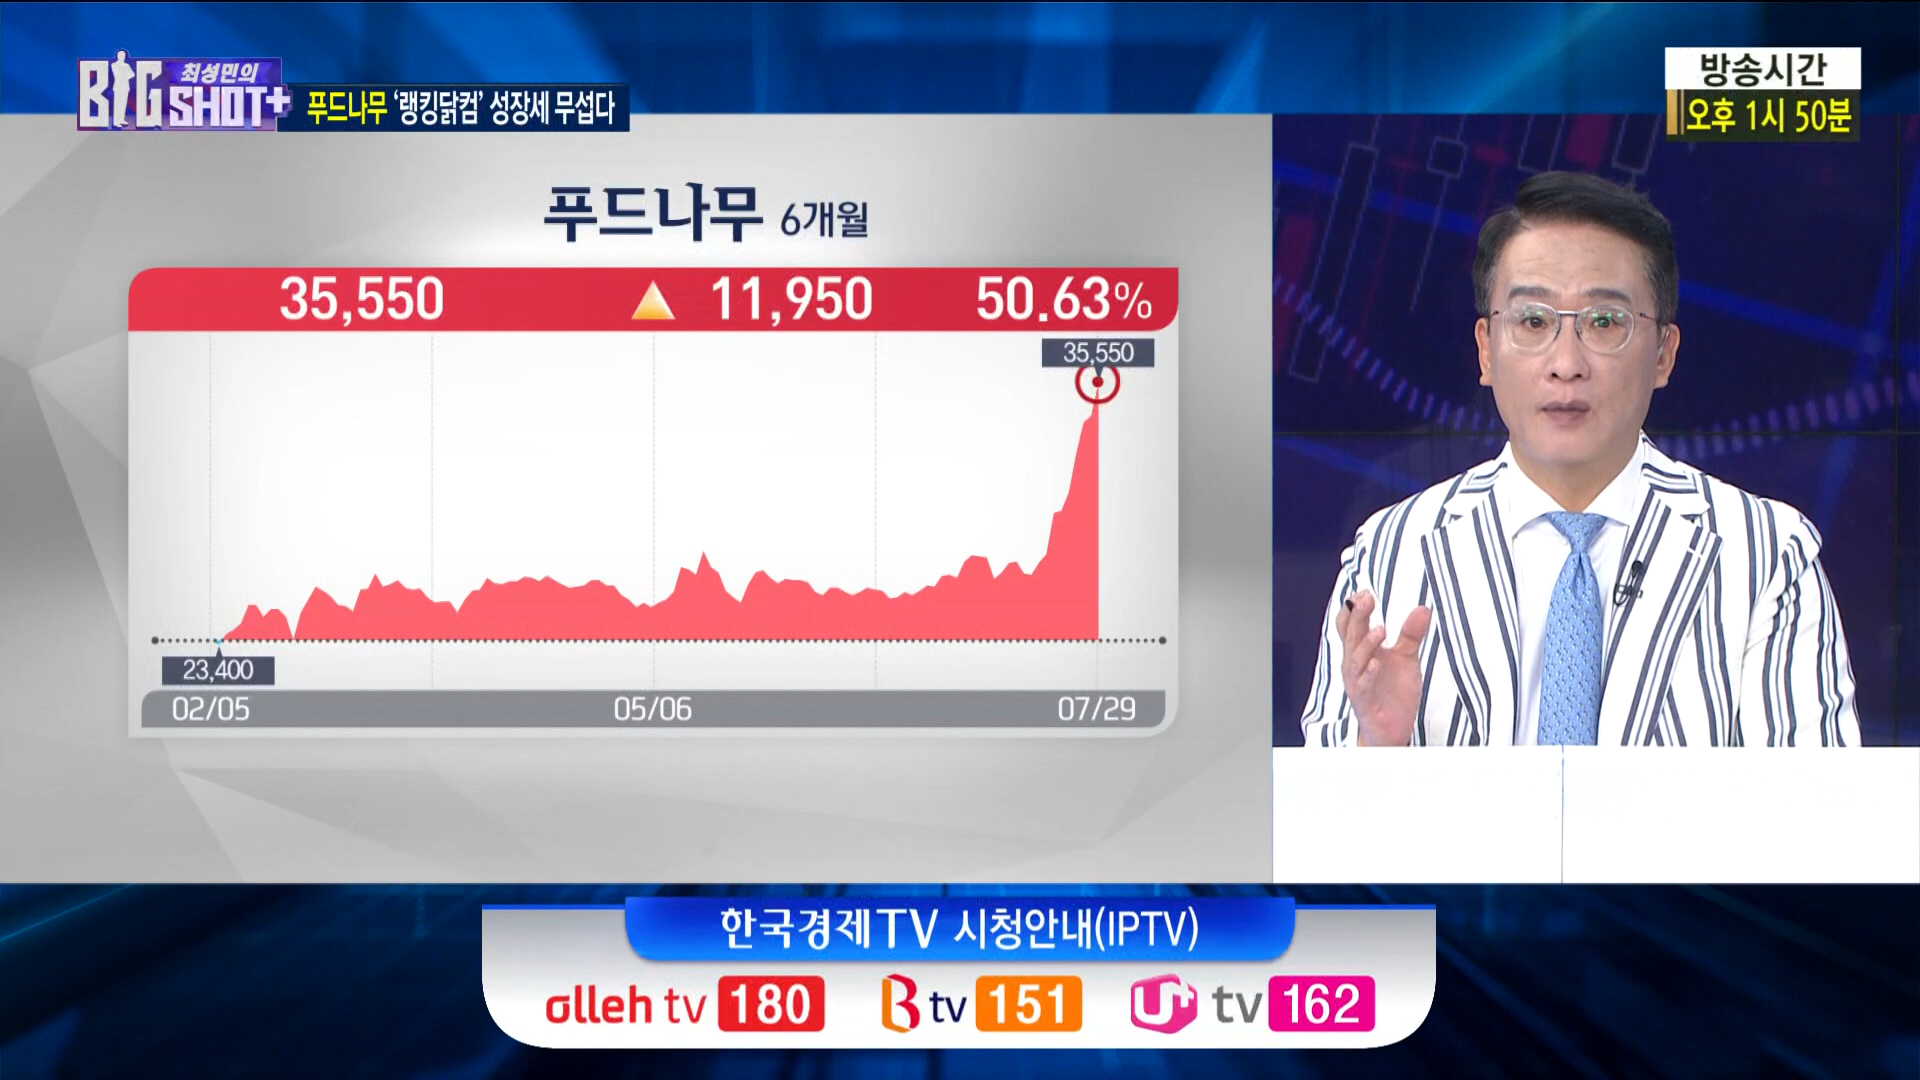 BIG
최성민의
SHOT+
푸드나무 ‘랭킹닭컴’ 성장세 무섭다
방송시간
오후 1시 50분
푸드나무 6개월
35,550 ▲ 11,950 50.63%
35,550
23,400
02/05 05/06 07/29
한국경제TV 시청안내(IPTV)
olleh tv 180 B tv 151 U+ tv 162